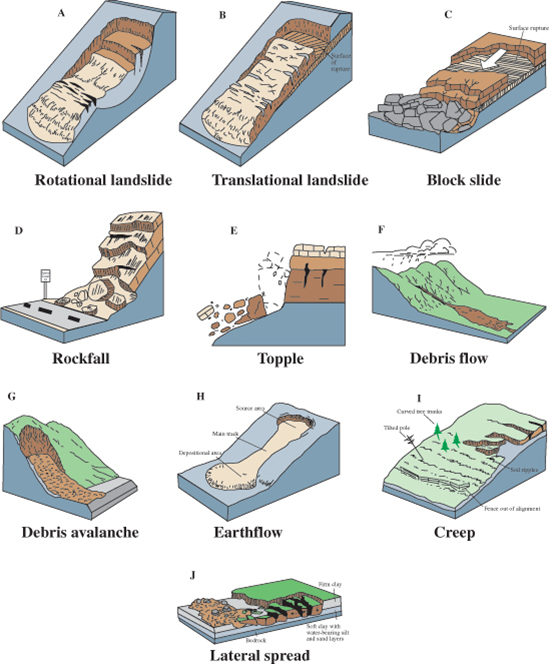 A
Rotational landslide
B
Surface
of
rupture
Translational landslide
C
Surface rupture
Block slide
D
Rockfall
E
Topple
F
Debris flow
G
Debris avalanche
H
Source area
Main track
Depositional area
Earthflow
I
Curved tree trunks
Tilted pole
Soil ripples
Fence out of alignment
Creep
J
Firm clay
Soft clay with
water-bearing silt
and sand layers
Bedrock
Lateral spread